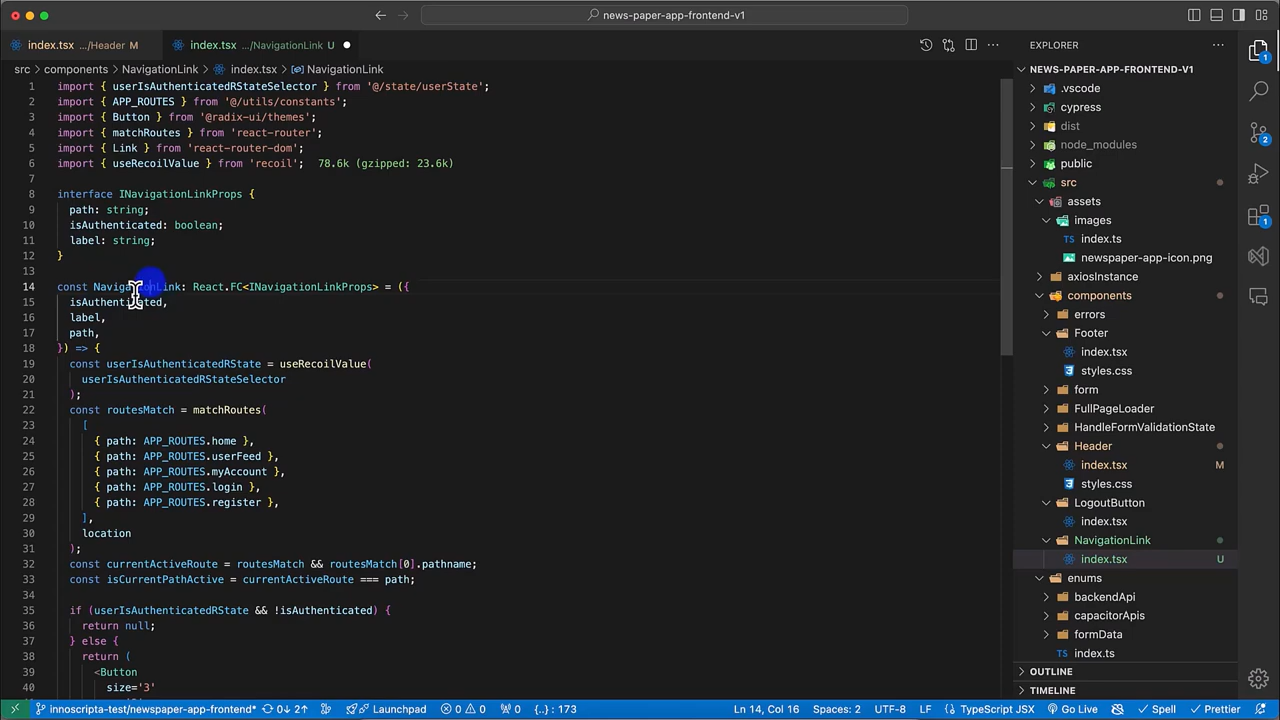 news-paper-app-frontend-v1
index.tsx .../Header M
index.tsx .../NavigationLink U
EXPLORER
src > components > NavigationLink > index.tsx > NavigationLink
NEWS-PAPER-APP-FRONTEND-V1
1 import { userIsAuthenticatedRStateSelector } from '@/state/userState';
2 import { APP_ROUTES } from '@/utils/constants';
3 import { Button } from '@radix-ui/themes';
4 import { matchRoutes } from 'react-router';
5 import { Link } from 'react-router-dom';
6 import { useRecoilValue } from 'recoil'; 78.6k (gzipped: 23.6k)
7
8 interface INavigationLinkProps {
9 path: string;
10 isAuthenticated: boolean;
11 label: string;
12 }
13
14 const NavigationLink: React.FC<INavigationLinkProps> = ({
15 isAuthenticated,
16 label,
17 path,
18 }) => {
19 const userIsAuthenticatedRState = useRecoilValue(
20 userIsAuthenticatedRStateSelector
21 );
22 const routesMatch = matchRoutes(
23 [
24 { path: APP_ROUTES.home },
25 { path: APP_ROUTES.userFeed },
26 { path: APP_ROUTES.myAccount },
27 { path: APP_ROUTES.login },
28 { path: APP_ROUTES.register },
29 ],
30 location
31 );
32 const currentActiveRoute = routesMatch && routesMatch[0].pathname;
33 const isCurrentPathActive = currentActiveRoute === path;
34
35 if (userIsAuthenticatedRState && !isAuthenticated) {
36 return null;
37 } else {
38 return (
39 <Button
40 size='3'
.vscode
cypress
dist
node_modules
public
src
assets
images
index.ts
newspaper-app-icon.png
axiosInstance
components
errors
Footer
index.tsx
styles.css
form
FullPageLoader
HandleFormValidationState
Header
index.tsx M
styles.css
LogoutButton
index.tsx
NavigationLink
index.tsx U
enums
backendApi
capacitorApis
formData
index.ts
OUTLINE
TIMELINE
1
2
1
innoscripta-test/newspaper-app-frontend* 0↓ 2↑ Launchpad 0 0 0 {..} : 173 Ln 14, Col 16 Spaces: 2 UTF-8 LF {} TypeScript JSX Go Live Spell Prettier